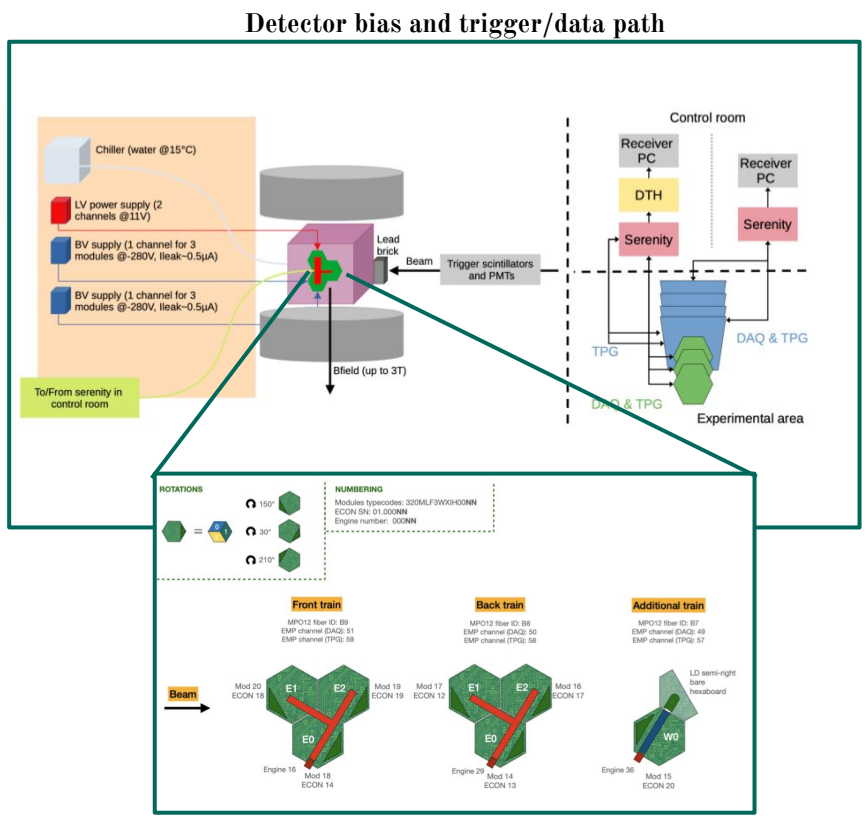 Detector bias and trigger/data path
Chiller (water @15°C)
LV power supply (2
channels @11V)
BV supply (1 channel for 3
modules @-280V, Ileak~0.5µA)
BV supply (1 channel for 3
modules @-280V, Ileak~0.5µA)
To/From serenity in
control room
Lead
brick
Beam
Trigger scintillators
and PMTs
Bfield (up to 3T)
Control room
Receiver
PC
Receiver
PC
DTH
Serenity
Serenity
TPG
DAQ & TPG
DAQ & TPG
Experimental area
ROTATIONS
=
0
1
150°
30°
210°
NUMBERING
Modules typecodes: 320MLF3WXIH00NN
ECON SN: 01.000NN
Engine number: 000NN
Front train
MPO12 fiber ID: B9
EMP channel (DAQ): 51
EMP channel (TPG): 59
Back train
MPO12 fiber ID: B8
EMP channel (DAQ): 50
EMP channel (TPG): 58
Additional train
MPO12 fiber ID: B7
EMP channel (DAQ): 49
EMP channel (TPG): 57
Beam
Mod 20
ECON 18
E1
E2
Mod 19
ECON 19
E0
Engine 16
Mod 18
ECON 14
Mod 17
ECON 12
E1
E2
Mod 16
ECON 17
E0
Engine 29
Mod 14
ECON 13
LD semi-right
bare
hexaboard
W0
Engine 36
Mod 15
ECON 20